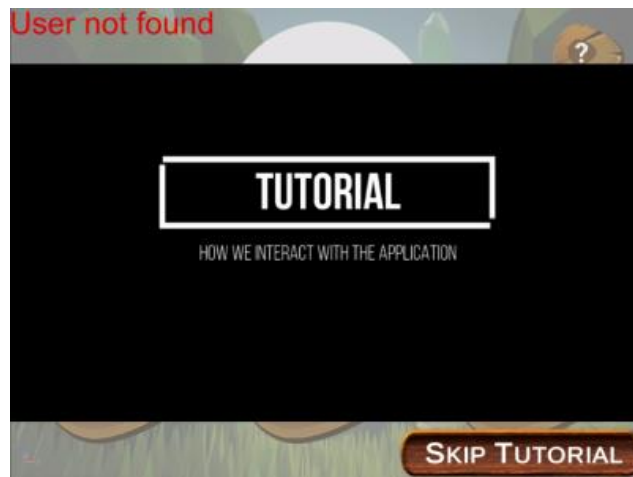 User not found
?
TUTORIAL
HOW WE INTERACT WITH THE APPLICATION
SKIP TUTORIAL